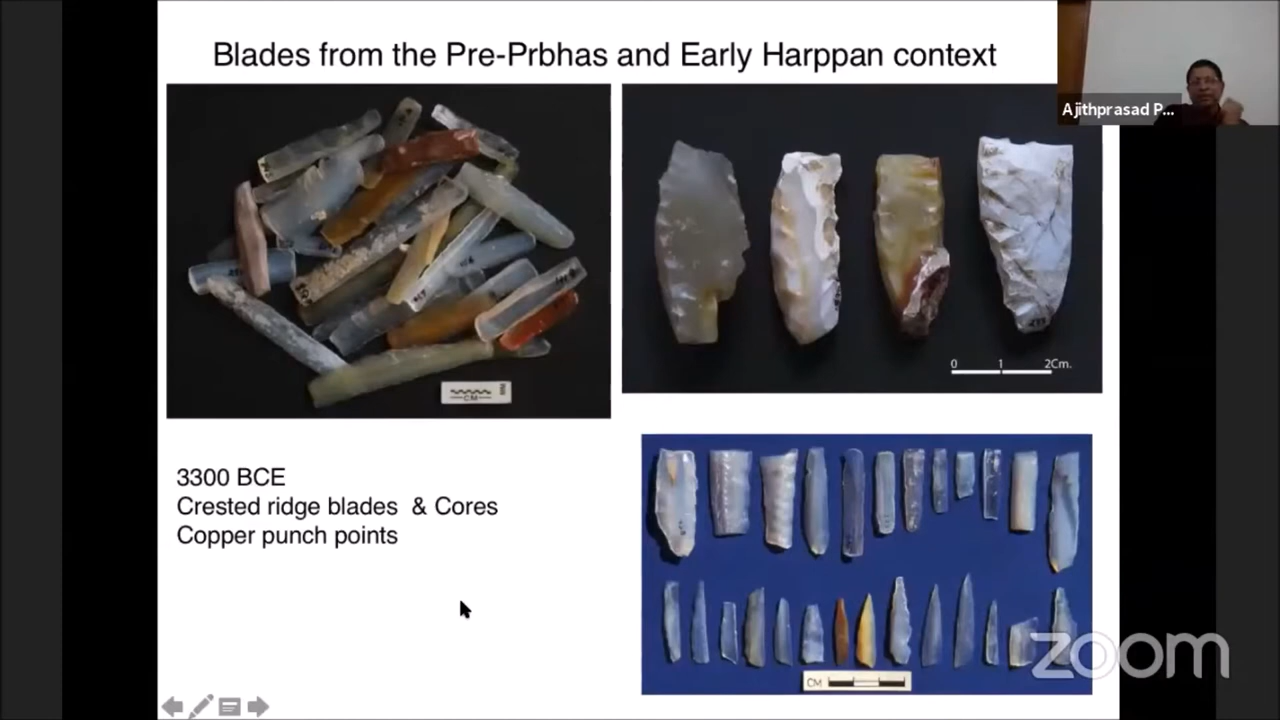 Blades from the Pre-Prbhas and Early Harppan context
Ajithprasad P...
0 1 2Cm.
CM
3300 BCE
Crested ridge blades & Cores
Copper punch points
CM
zoom